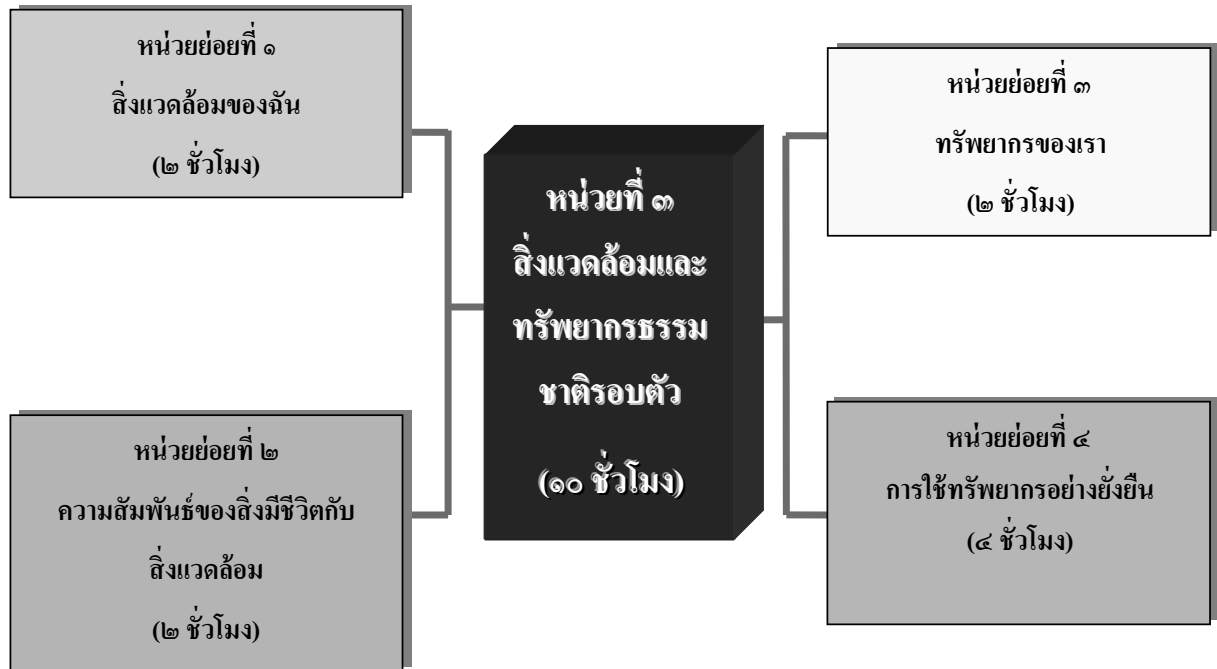 หน่วยย่อยที่ ๑
สิ่งแวดล้อมของฉัน
(๒ ชั่วโมง)
หน่วยย่อยที่ ๒
ความสัมพันธ์ของสิ่งมีชีวิตกับ
สิ่งแวดล้อม
(๒ ชั่วโมง)
หน่วยที่ ๓
สิ่งแวดล้อมและ
ทรัพยากรธรรม
ชาติรอบตัว
(๑๐ ชั่วโมง)
หน่วยย่อยที่ ๓
ทรัพยากรของเรา
(๒ ชั่วโมง)
หน่วยย่อยที่ ๔
การใช้ทรัพยากรอย่างยั่งยืน
(๔ ชั่วโมง)